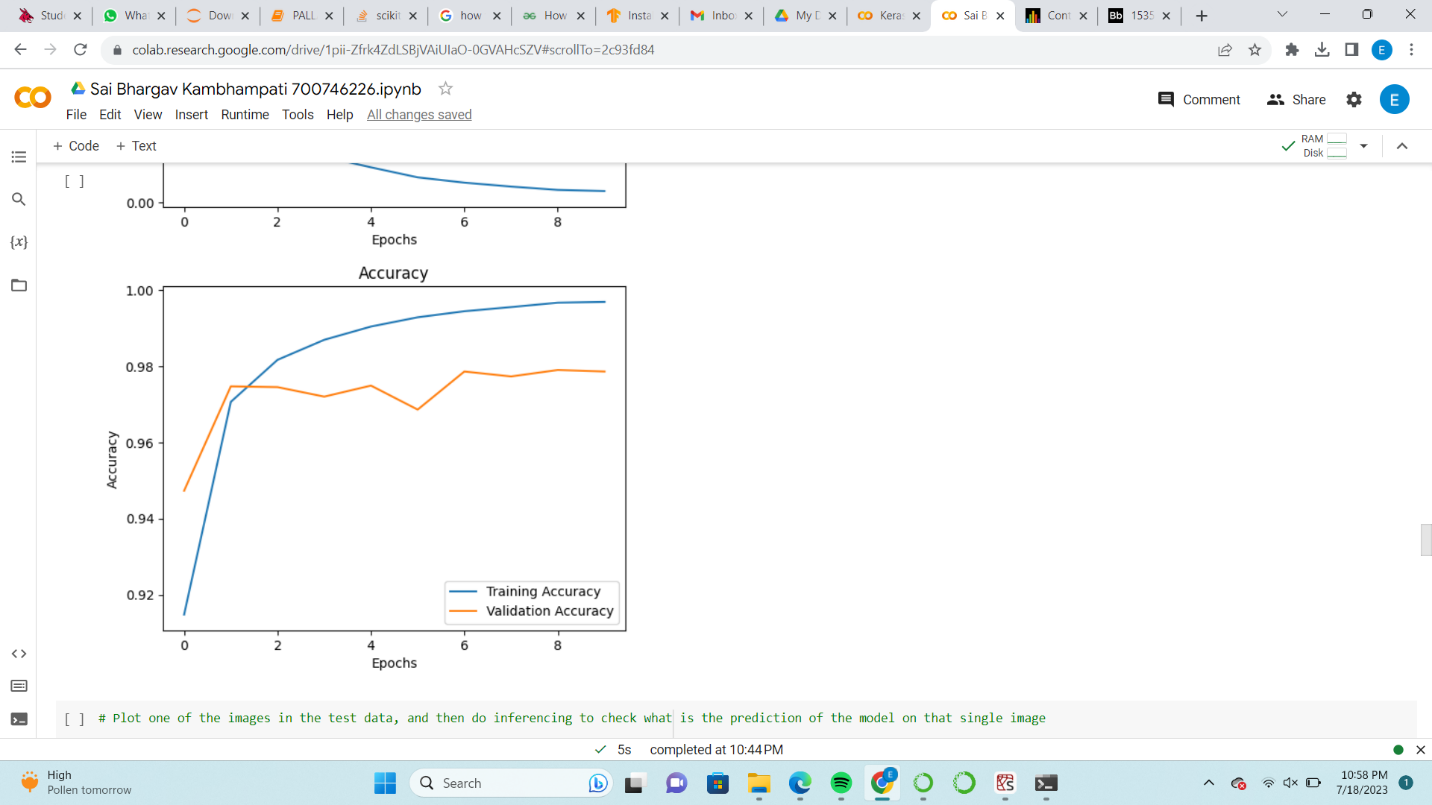 Stude
What
Down
PALL
scikit
how
How
Insta
Inbo
My D
Kera
Sai B
Cont
Bb 1535
colab.research.google.com/drive/1pii-Zfrk4ZdLSBjVAiUIaO-0GVAHcSZV#scrollTo=2c93fd84
E
Sai Bhargav Kambhampati 700746226.ipynb
File Edit View Insert Runtime Tools Help All changes saved
Comment Share E
+ Code + Text
RAM
Disk
[ ]
{x}
0.00
0 2 4 6 8
Epochs
Accuracy
1.00
0.98
0.96
0.94
0.92
Accuracy
Training Accuracy
Validation Accuracy
0 2 4 6 8
Epochs
[ ] # Plot one of the images in the test data, and then do inferencing to check what is the prediction of the model on that single image
5s completed at 10:44 PM
High
Pollen tomorrow
Search
E
10:58 PM
7/18/2023
1